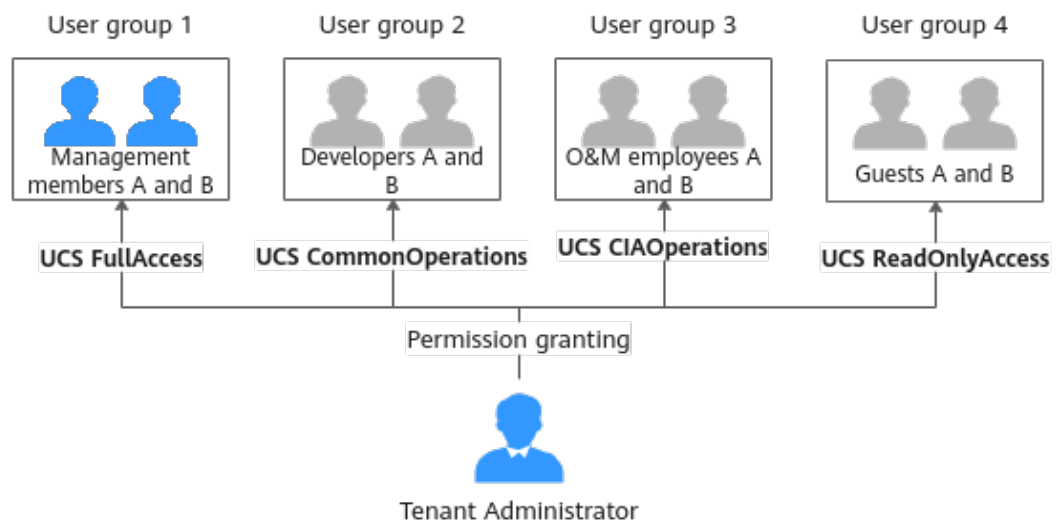 User group 1
User group 2
User group 3
User group 4
Management
members A and B
Developers A and
B
O&M employees A
and B
Guests A and B
UCS FullAccess
UCS CommonOperations
UCS CIAOperations
UCS ReadOnlyAccess
Permission granting
Tenant Administrator